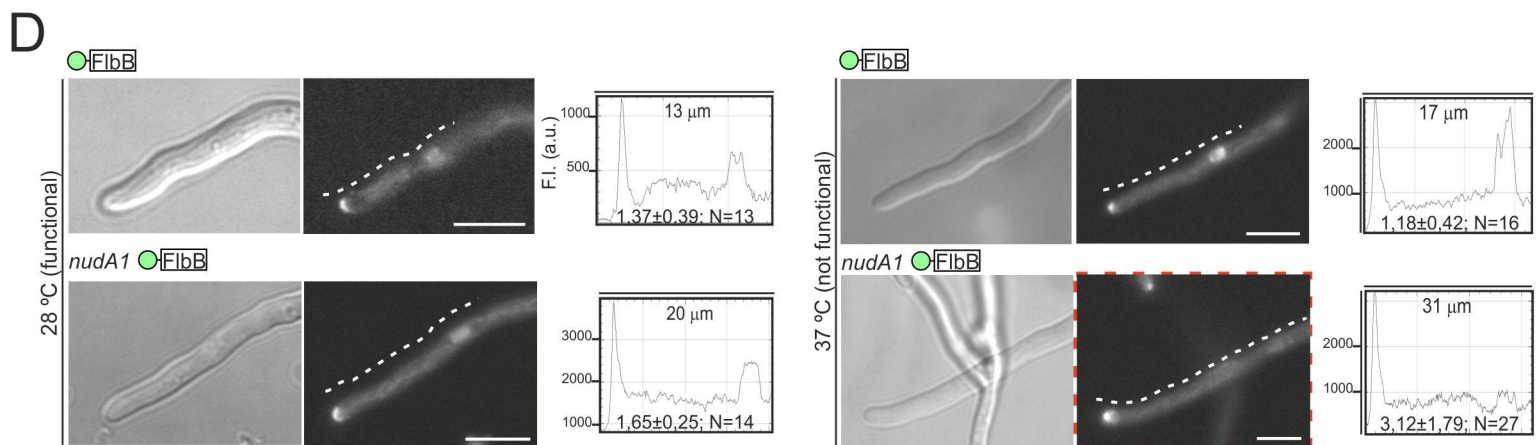 D
FlbB
28 ºC (functional)
F.I. (a.u.)
1000
500
13 µm
1,37±0,39; N=13
nudA1 FlbB
3000
2000
1000
20 µm
1,65±0,25; N=14
FlbB
37 ºC (not functional)
2000
1000
17 µm
1,18±0,42; N=16
nudA1 FlbB
2000
1000
31 µm
3,12±1,79; N=27